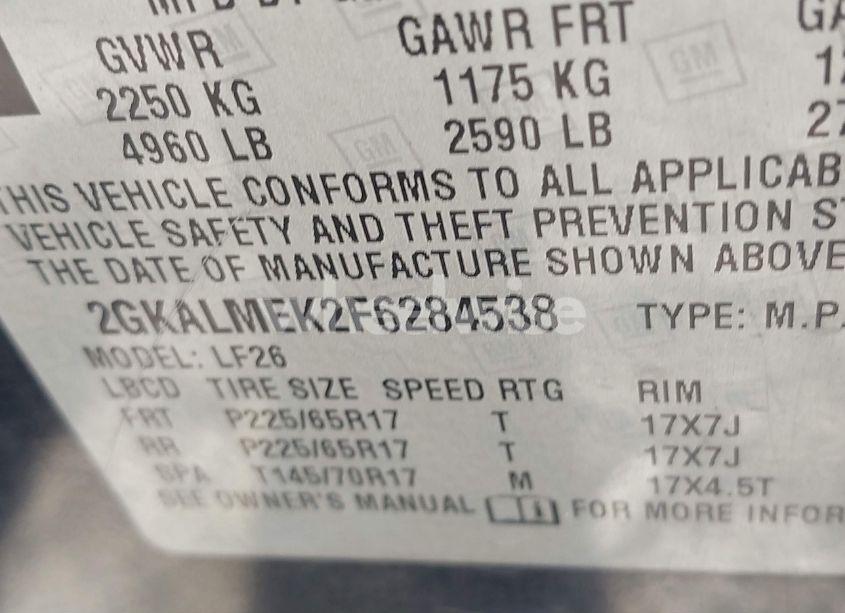 GVWR GAWR FRT GA
2250 KG 1175 KG
4960 LB 2590 LB 27
THIS VEHICLE CONFORMS TO ALL APPLICAB
VEHICLE SAFETY AND THEFT PREVENTION ST
THE DATE OF MANUFACTURE SHOWN ABOVE
2GKALMEK2F6284538 TYPE: M.P.
MODEL: LF26
LBCD TIRE SIZE SPEED RTG RIM
FRT P225/65R17 T 17X7J
RR P225/65R17 T 17X7J
SPA T145/70R17 M 17X4.5T
SEE OWNER'S MANUAL FOR MORE INFOR